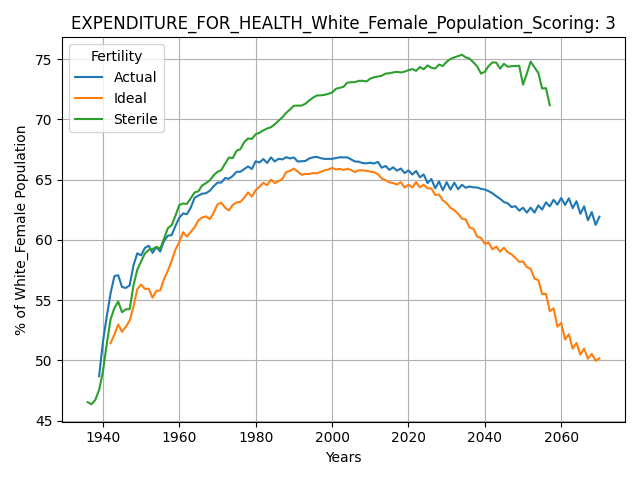 EXPENDITURE_FOR_HEALTH_White_Female_Population_Scoring: 3
Fertility
Actual
Ideal
Sterile
% of White_Female Population
75
70
65
60
55
50
45
1940
1960
1980
2000
2020
2040
2060
Years